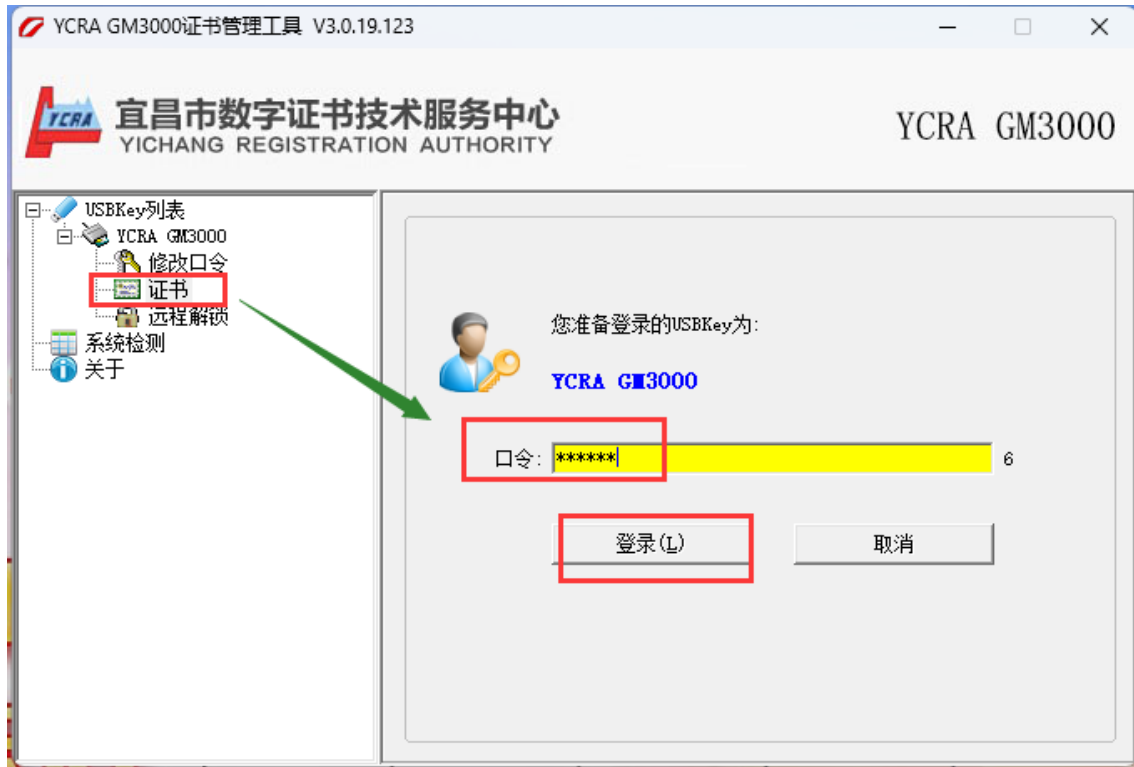 YCRA GM3000证书管理工具 V3.0.19.123
YCRA
宜昌市数字证书技术服务中心
YICHANG REGISTRATION AUTHORITY
YCRA GM3000
USBKey列表
YCRA GM3000
修改口令
证书
远程解锁
系统检测
关于
您准备登录的USBKey为:
YCRA GM3000
口令: ****** 6
登录(L) 取消